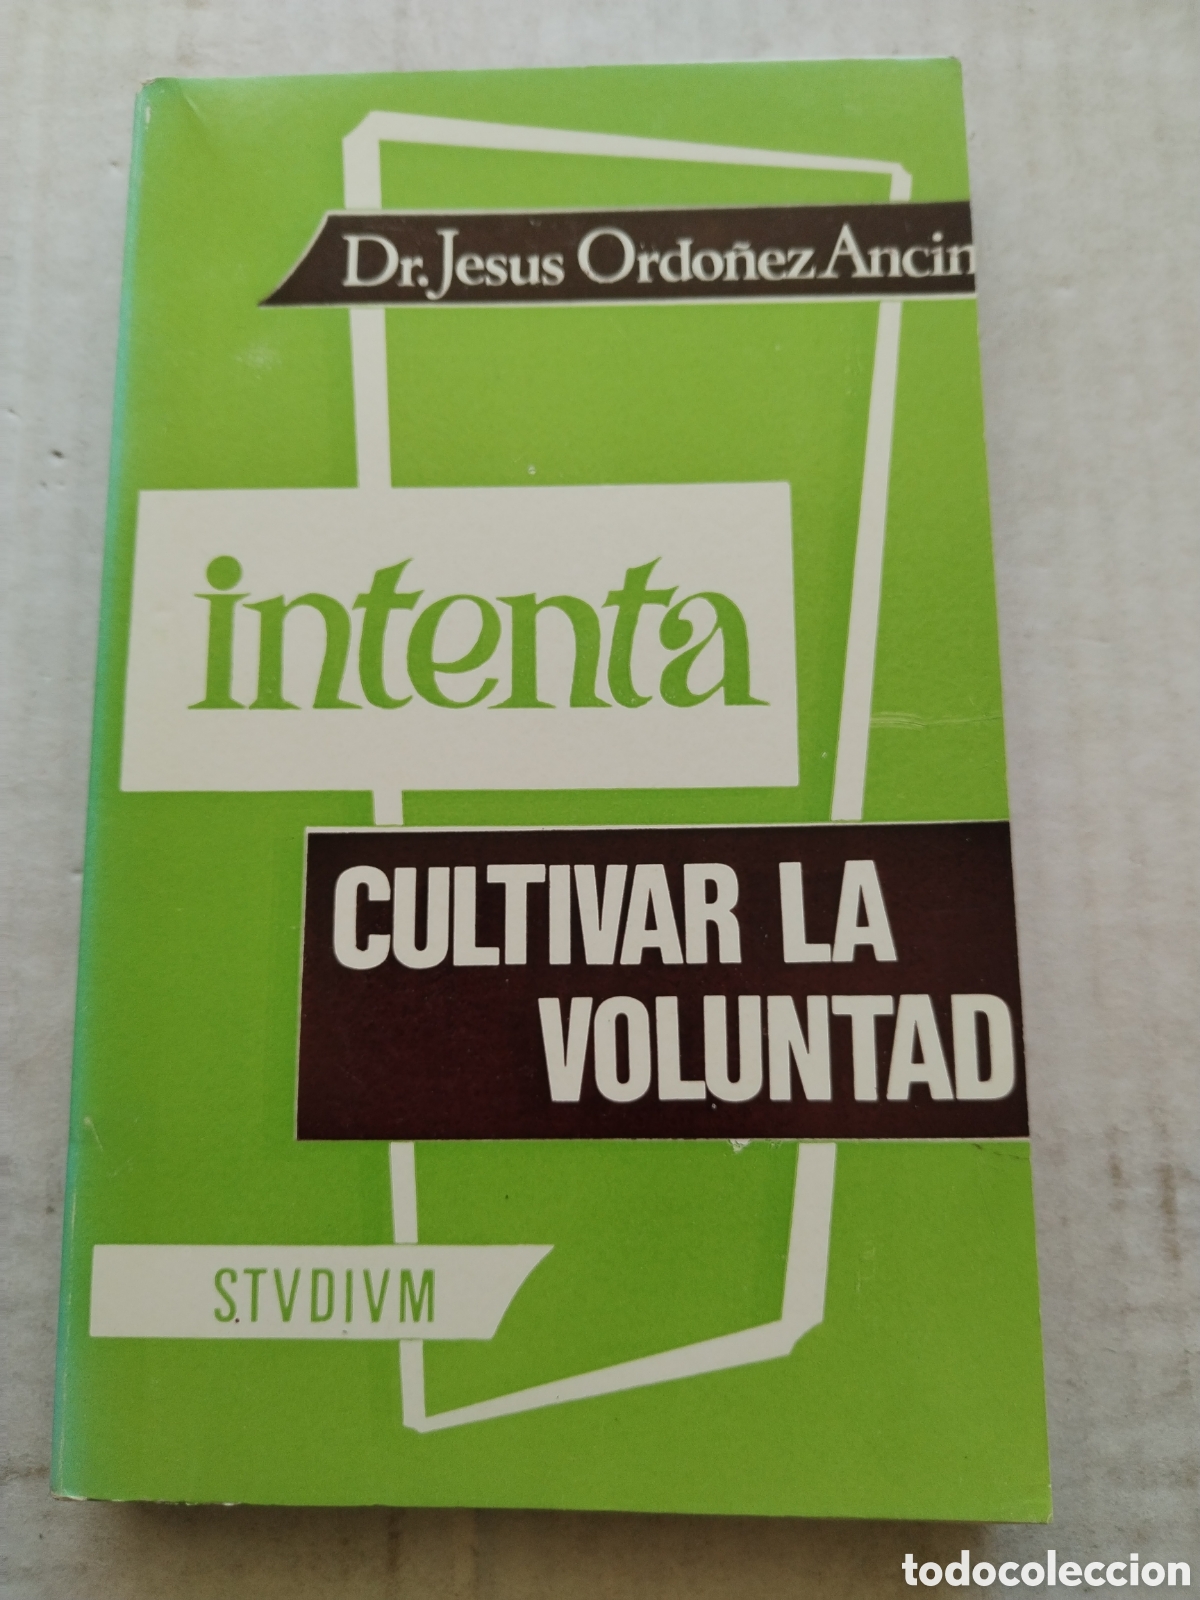 Dr. Jesus Ordoñez Ancin
intenta
CULTIVAR LA
VOLUNTAD
STVDIVM
todocoleccion